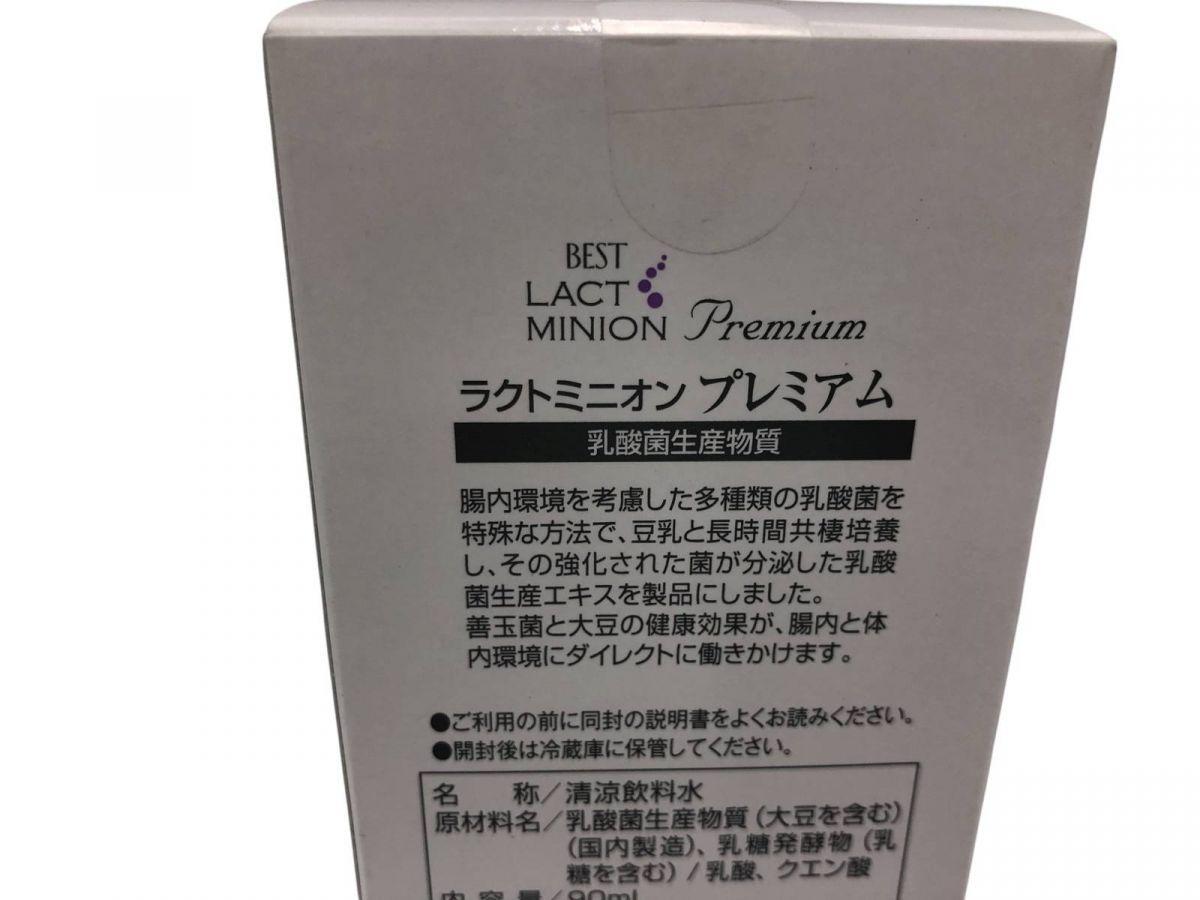 BEST
LACT
MINION Premium
ラクトミニオン プレミアム
乳酸菌生産物質
腸内環境を考慮した多種類の乳酸菌を
特殊な方法で、豆乳と長時間共棲培養
し、その強化された菌が分泌した乳酸
菌生産エキスを製品にしました。
善玉菌と大豆の健康効果が、腸内と体
内環境にダイレクトに働きかけます。
●ご利用の前に同封の説明書をよくお読みください。
●開封後は冷蔵庫に保管してください。
名 称/清涼飲料水
原材料名/乳酸菌生産物質(大豆を含む)
(国内製造)、乳糖発酵物(乳
糖を含む)/乳酸、クエン酸
内容量/90ml